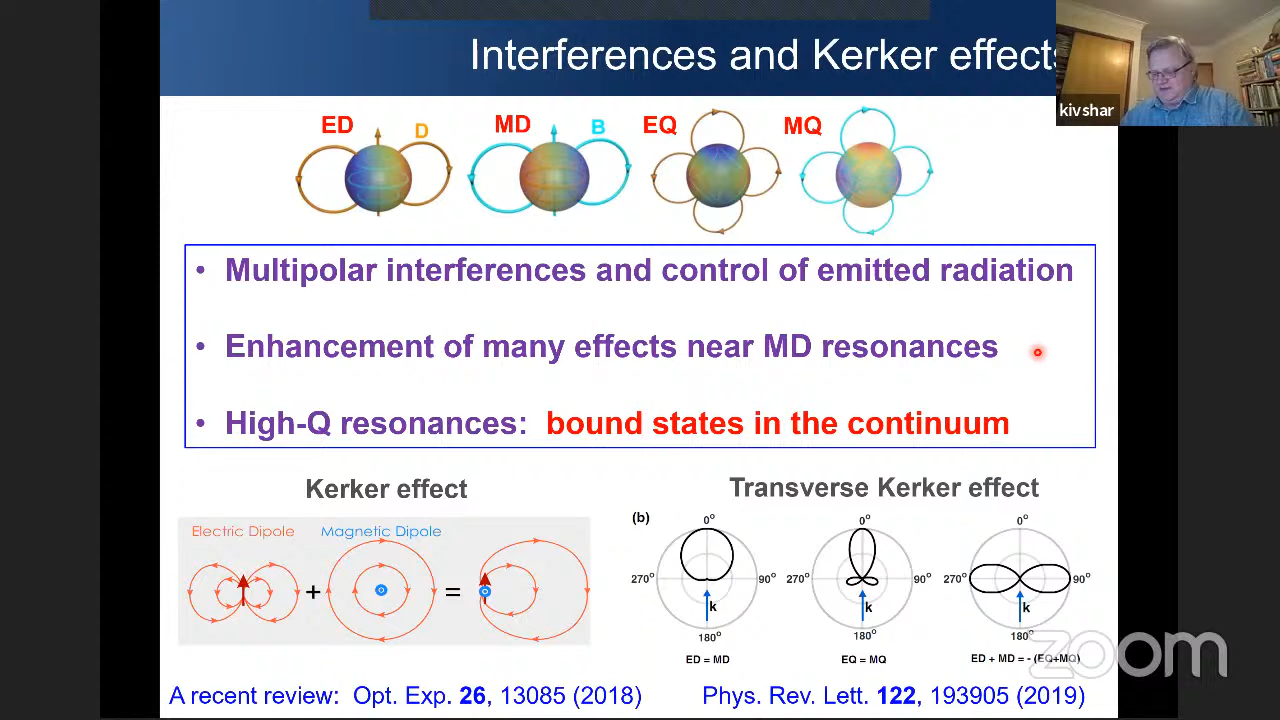 Interferences and Kerker effects
kivshar
ED
D
MD
B
EQ
MQ
• Multipolar interferences and control of emitted radiation
• Enhancement of many effects near MD resonances
• High-Q resonances: bound states in the continuum
Kerker effect
Transverse Kerker effect
Electric Dipole
Magnetic Dipole
+
=
(b)
0° 0° 0°
270° 90° 270° 90° 270° 90°
k k k
180° 180° 180°
ED = MD
EQ = MQ
ED + MD = - (EQ+MQ)
zoom
A recent review: Opt. Exp. 26, 13085 (2018)
Phys. Rev. Lett. 122, 193905 (2019)